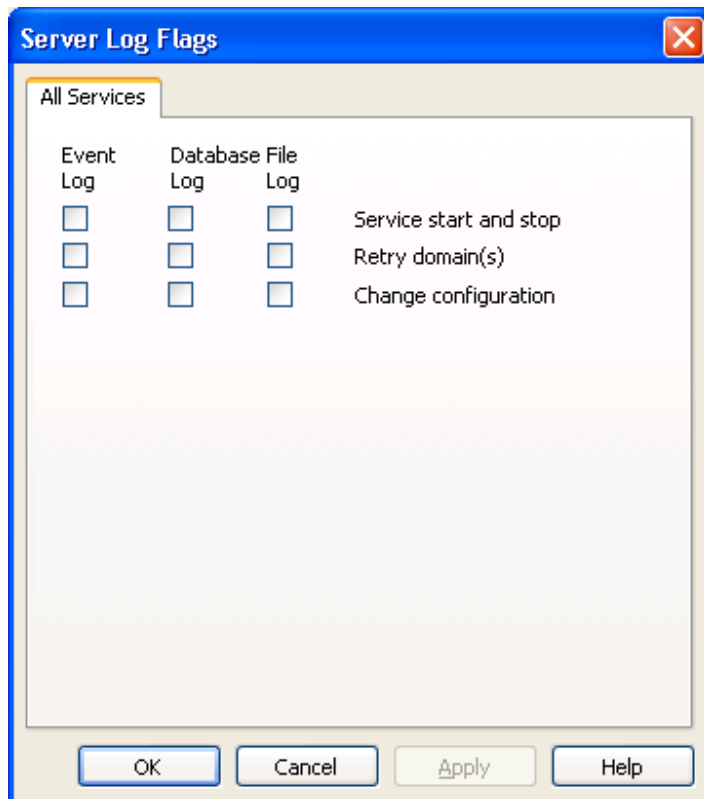 Server Log Flags
All Services
Event Database File
Log Log Log
Service start and stop
Retry domain(s)
Change configuration
OK Cancel Apply Help